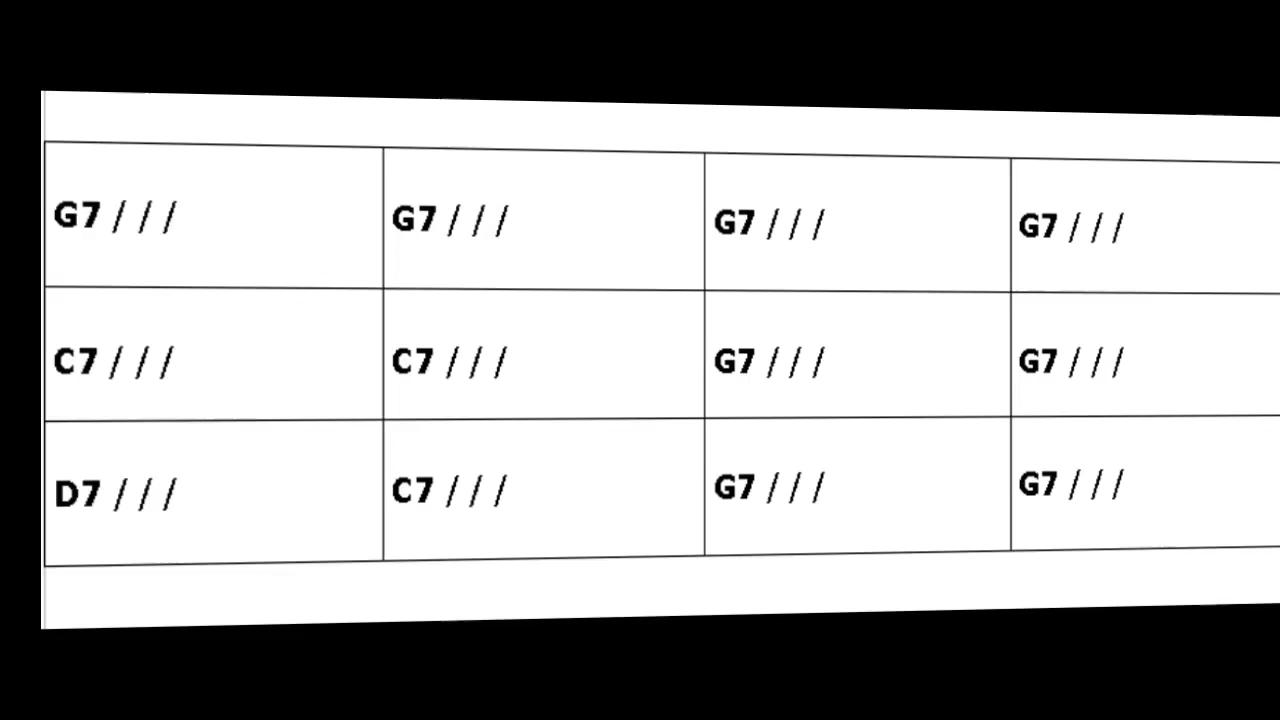 G7 / / / G7 / / / G7 / / / G7 / / /
C7 / / / C7 / / / G7 / / / G7 / / /
D7 / / / C7 / / / G7 / / / G7 / / /